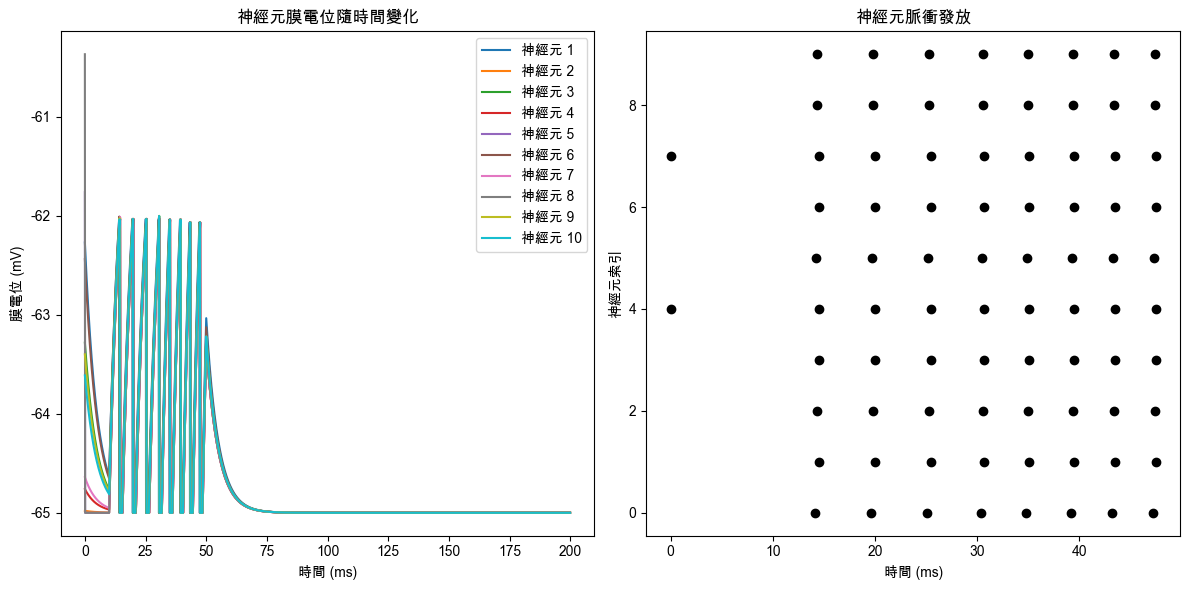 神經元膜電位隨時間變化
膜電位 (mV)
-61
-62
-63
-64
-65
神經元 1
神經元 2
神經元 3
神經元 4
神經元 5
神經元 6
神經元 7
神經元 8
神經元 9
神經元 10
0 25 50 75 100 125 150 175 200
時間 (ms)
神經元脈衝發放
神經元索引
8
6
4
2
0
0 10 20 30 40
時間 (ms)